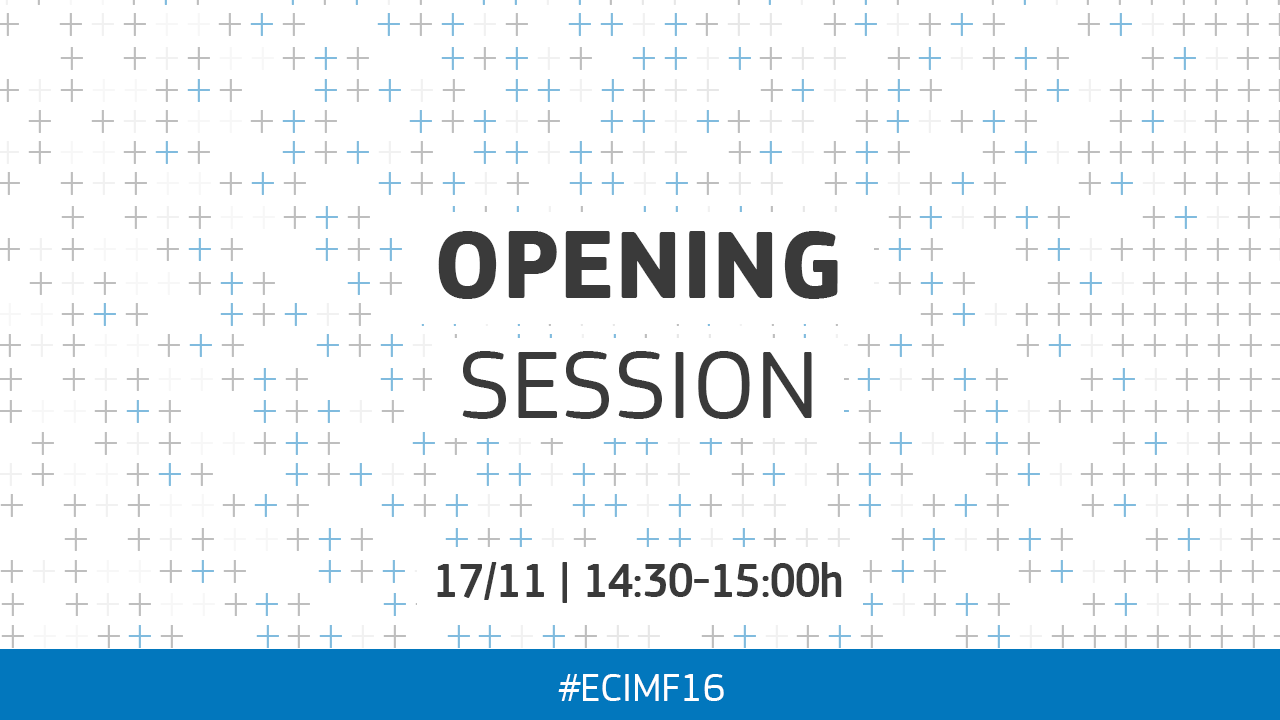 OPENING
SESSION
17/11 | 14:30-15:00h
#ECIMF16